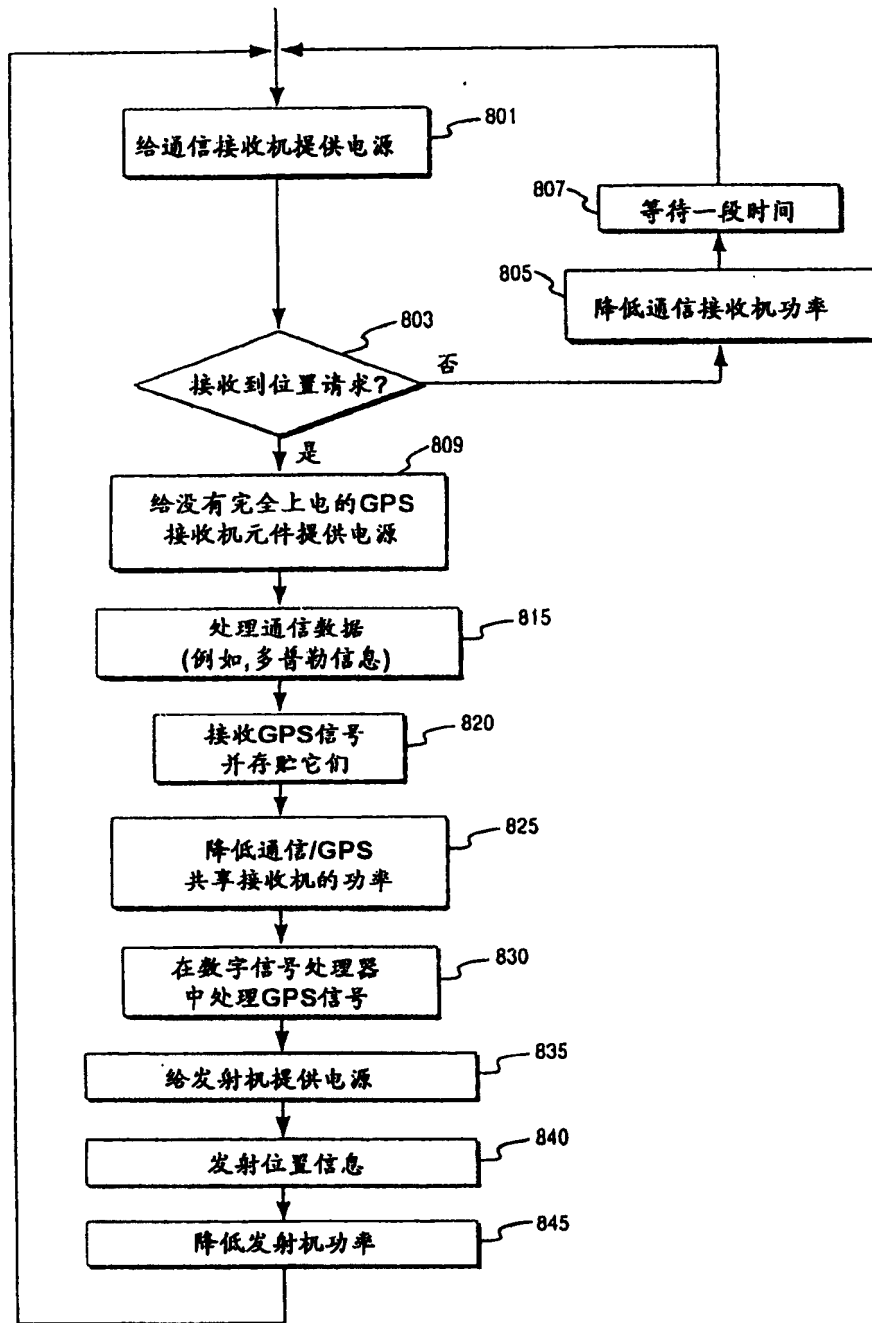 给通信接收机提供电源
801
807
等待一段时间
805
降低通信接收机功率
803
接收到位置请求?
否
是
809
给没有完全上电的GPS
接收机元件提供电源
815
处理通信数据
(例如,多普勒信息)
820
接收GPS信号
并存贮它们
825
降低通信/GPS
共享接收机的功率
830
在数字信号处理器
中处理GPS信号
835
给发射机提供电源
840
发射位置信息
845
降低发射机功率